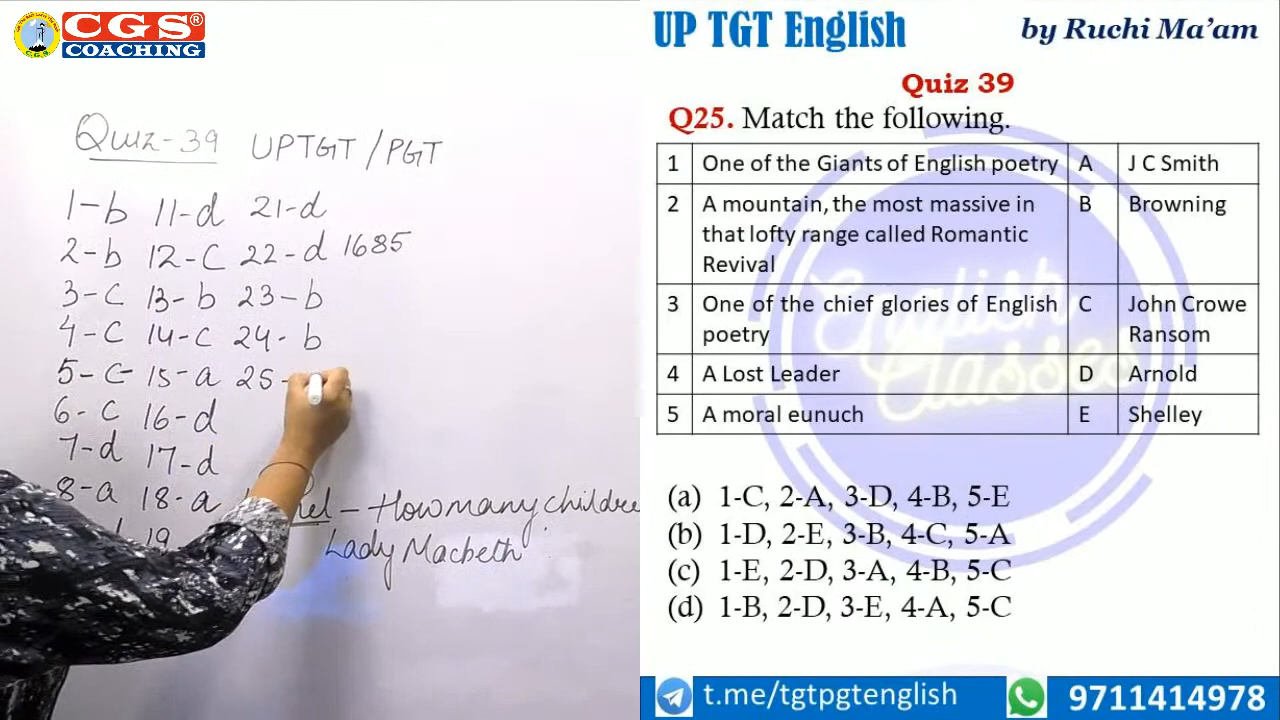 CGS®
COACHING
Quiz-39 UPTGT/PGT
1-b 11-d 21-d
2-b 12-C 22-d 1685
3-C 13-b 23-b
4-C 14-C 24-b
5-C 15-a 25-
6-C 16-d
7-d 17-d
8-a 18-a
– How many children
19
Lady Macbeth
UP TGT English
by Ruchi Ma'am
Quiz 39
Q25. Match the following.
1 One of the Giants of English poetry A J C Smith
2 A mountain, the most massive in B Browning
that lofty range called Romantic
Revival
3 One of the chief glories of English C John Crowe
poetry Ransom
4 A Lost Leader D Arnold
5 A moral eunuch E Shelley
English
Classes
(a) 1-C, 2-A, 3-D, 4-B, 5-E
(b) 1-D, 2-E, 3-B, 4-C, 5-A
(c) 1-E, 2-D, 3-A, 4-B, 5-C
(d) 1-B, 2-D, 3-E, 4-A, 5-C
t.me/tgtpgtenglish 9711414978